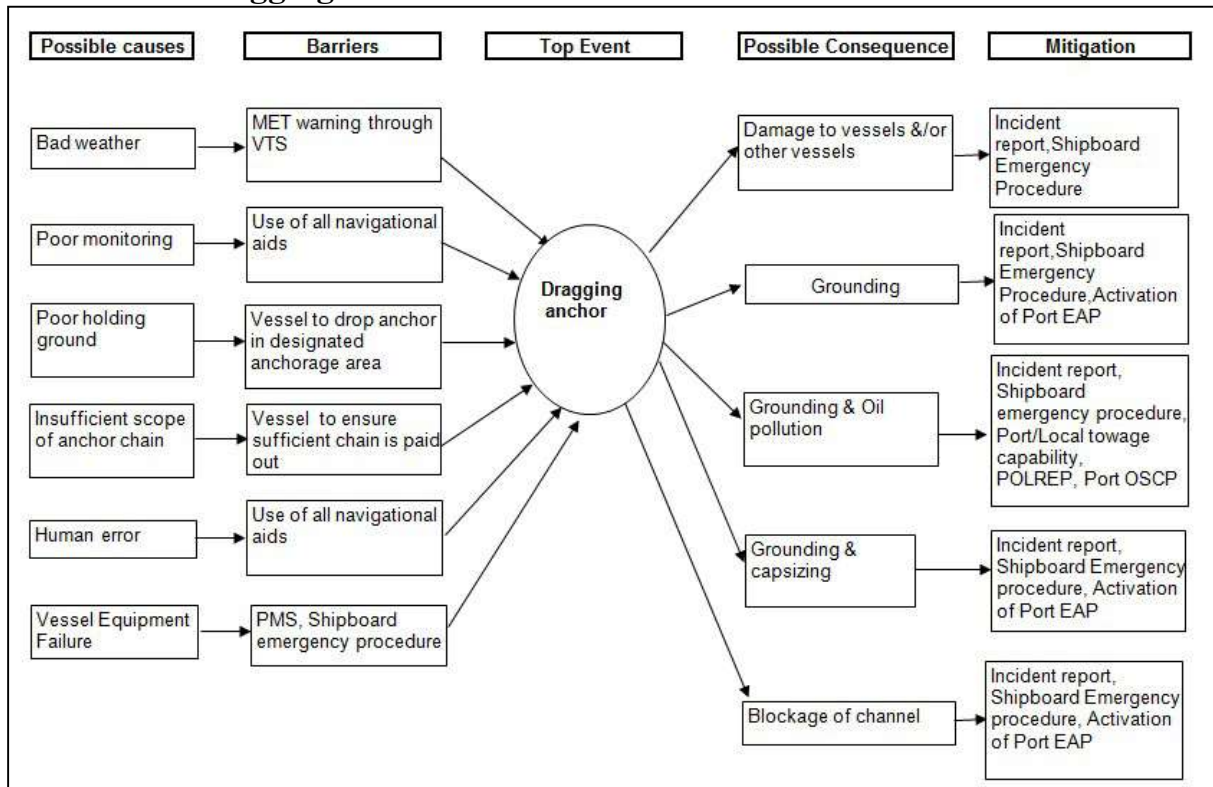 Possible causes
Barriers
Top Event
Possible Consequence
Mitigation
Bad weather
MET warning through
VTS
Poor monitoring
Use of all navigational
aids
Poor holding
ground
Vessel to drop anchor
in designated
anchorage area
Insufficient scope
of anchor chain
Vessel to ensure
sufficient chain is paid
out
Human error
Use of all navigational
aids
Vessel Equipment
Failure
PMS, Shipboard
emergency procedure
Dragging
anchor
Damage to vessels &/or
other vessels
Incident
report,Shipboard
Emergency
Procedure
Grounding
Incident
report,Shipboard
Emergency
Procedure,Activation
of Port EAP
Grounding & Oil
pollution
Incident report,
Shipboard
emergency procedure,
Port/Local towage
capability,
POLREP, Port OSCP
Grounding &
capsizing
Incident report,
Shipboard Emergency
procedure, Activation
of Port EAP
Blockage of channel
Incident report,
Shipboard Emergency
procedure, Activation
of Port EAP